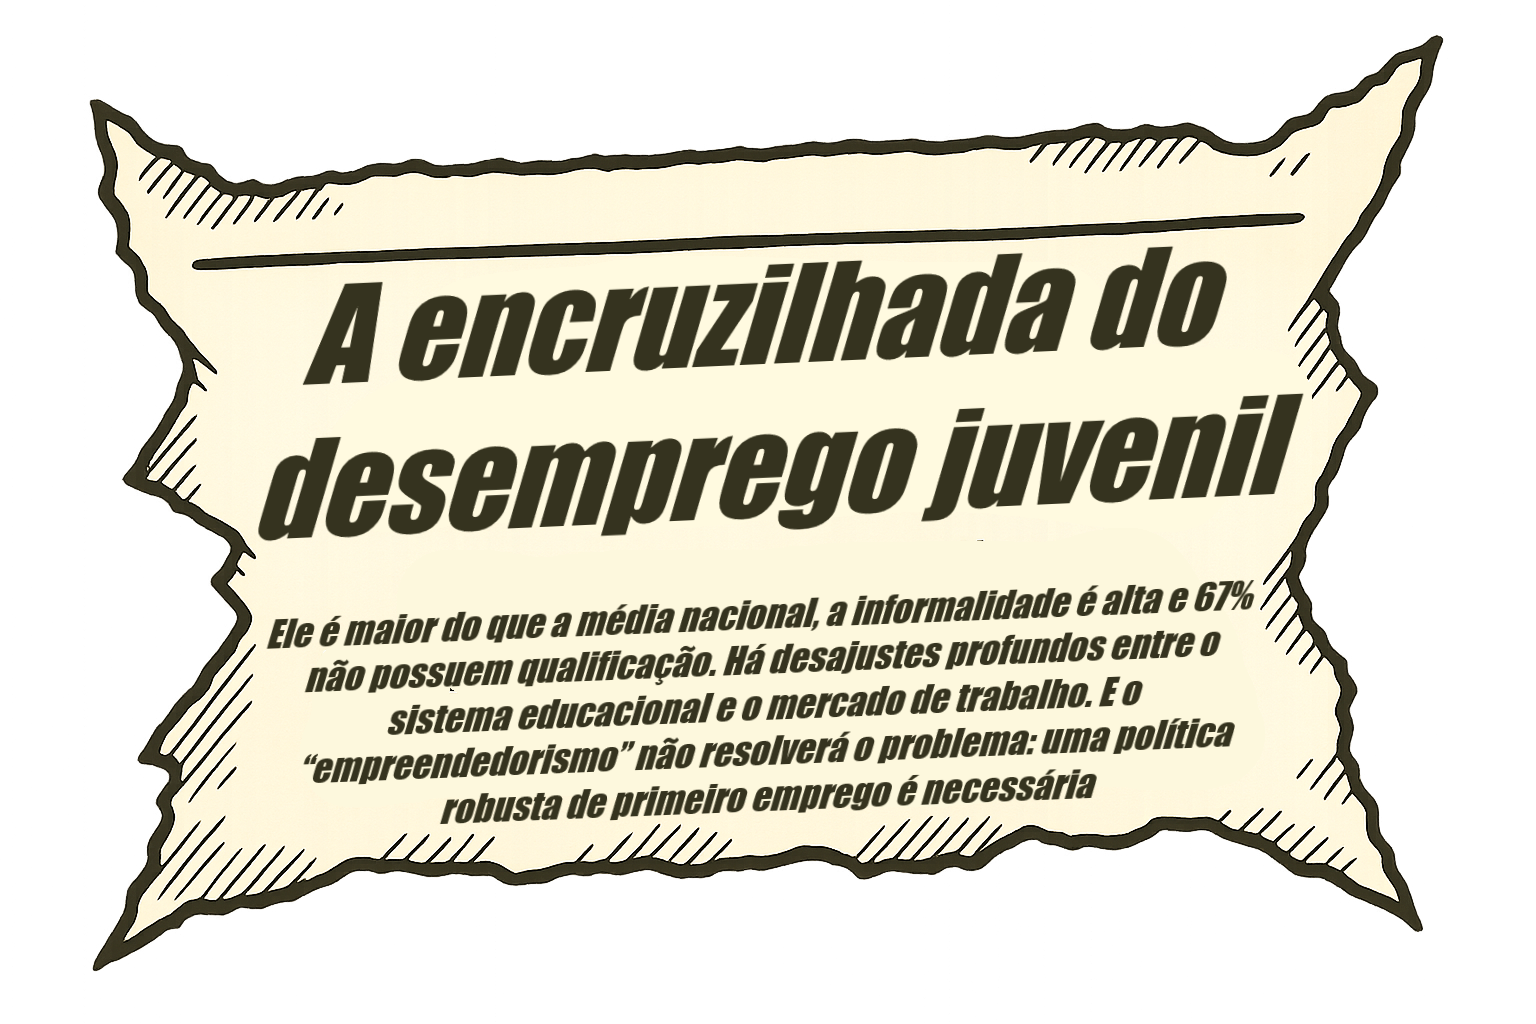 A encruzilhada do
desemprego juvenil
Ele é maior do que a média nacional, a informalidade é alta e 67%
não possuem qualificação. Há desajustes profundos entre o
sistema educacional e o mercado de trabalho. E o
“empreendedorismo” não resolverá o problema: uma política
robusta de primeiro emprego é necessária